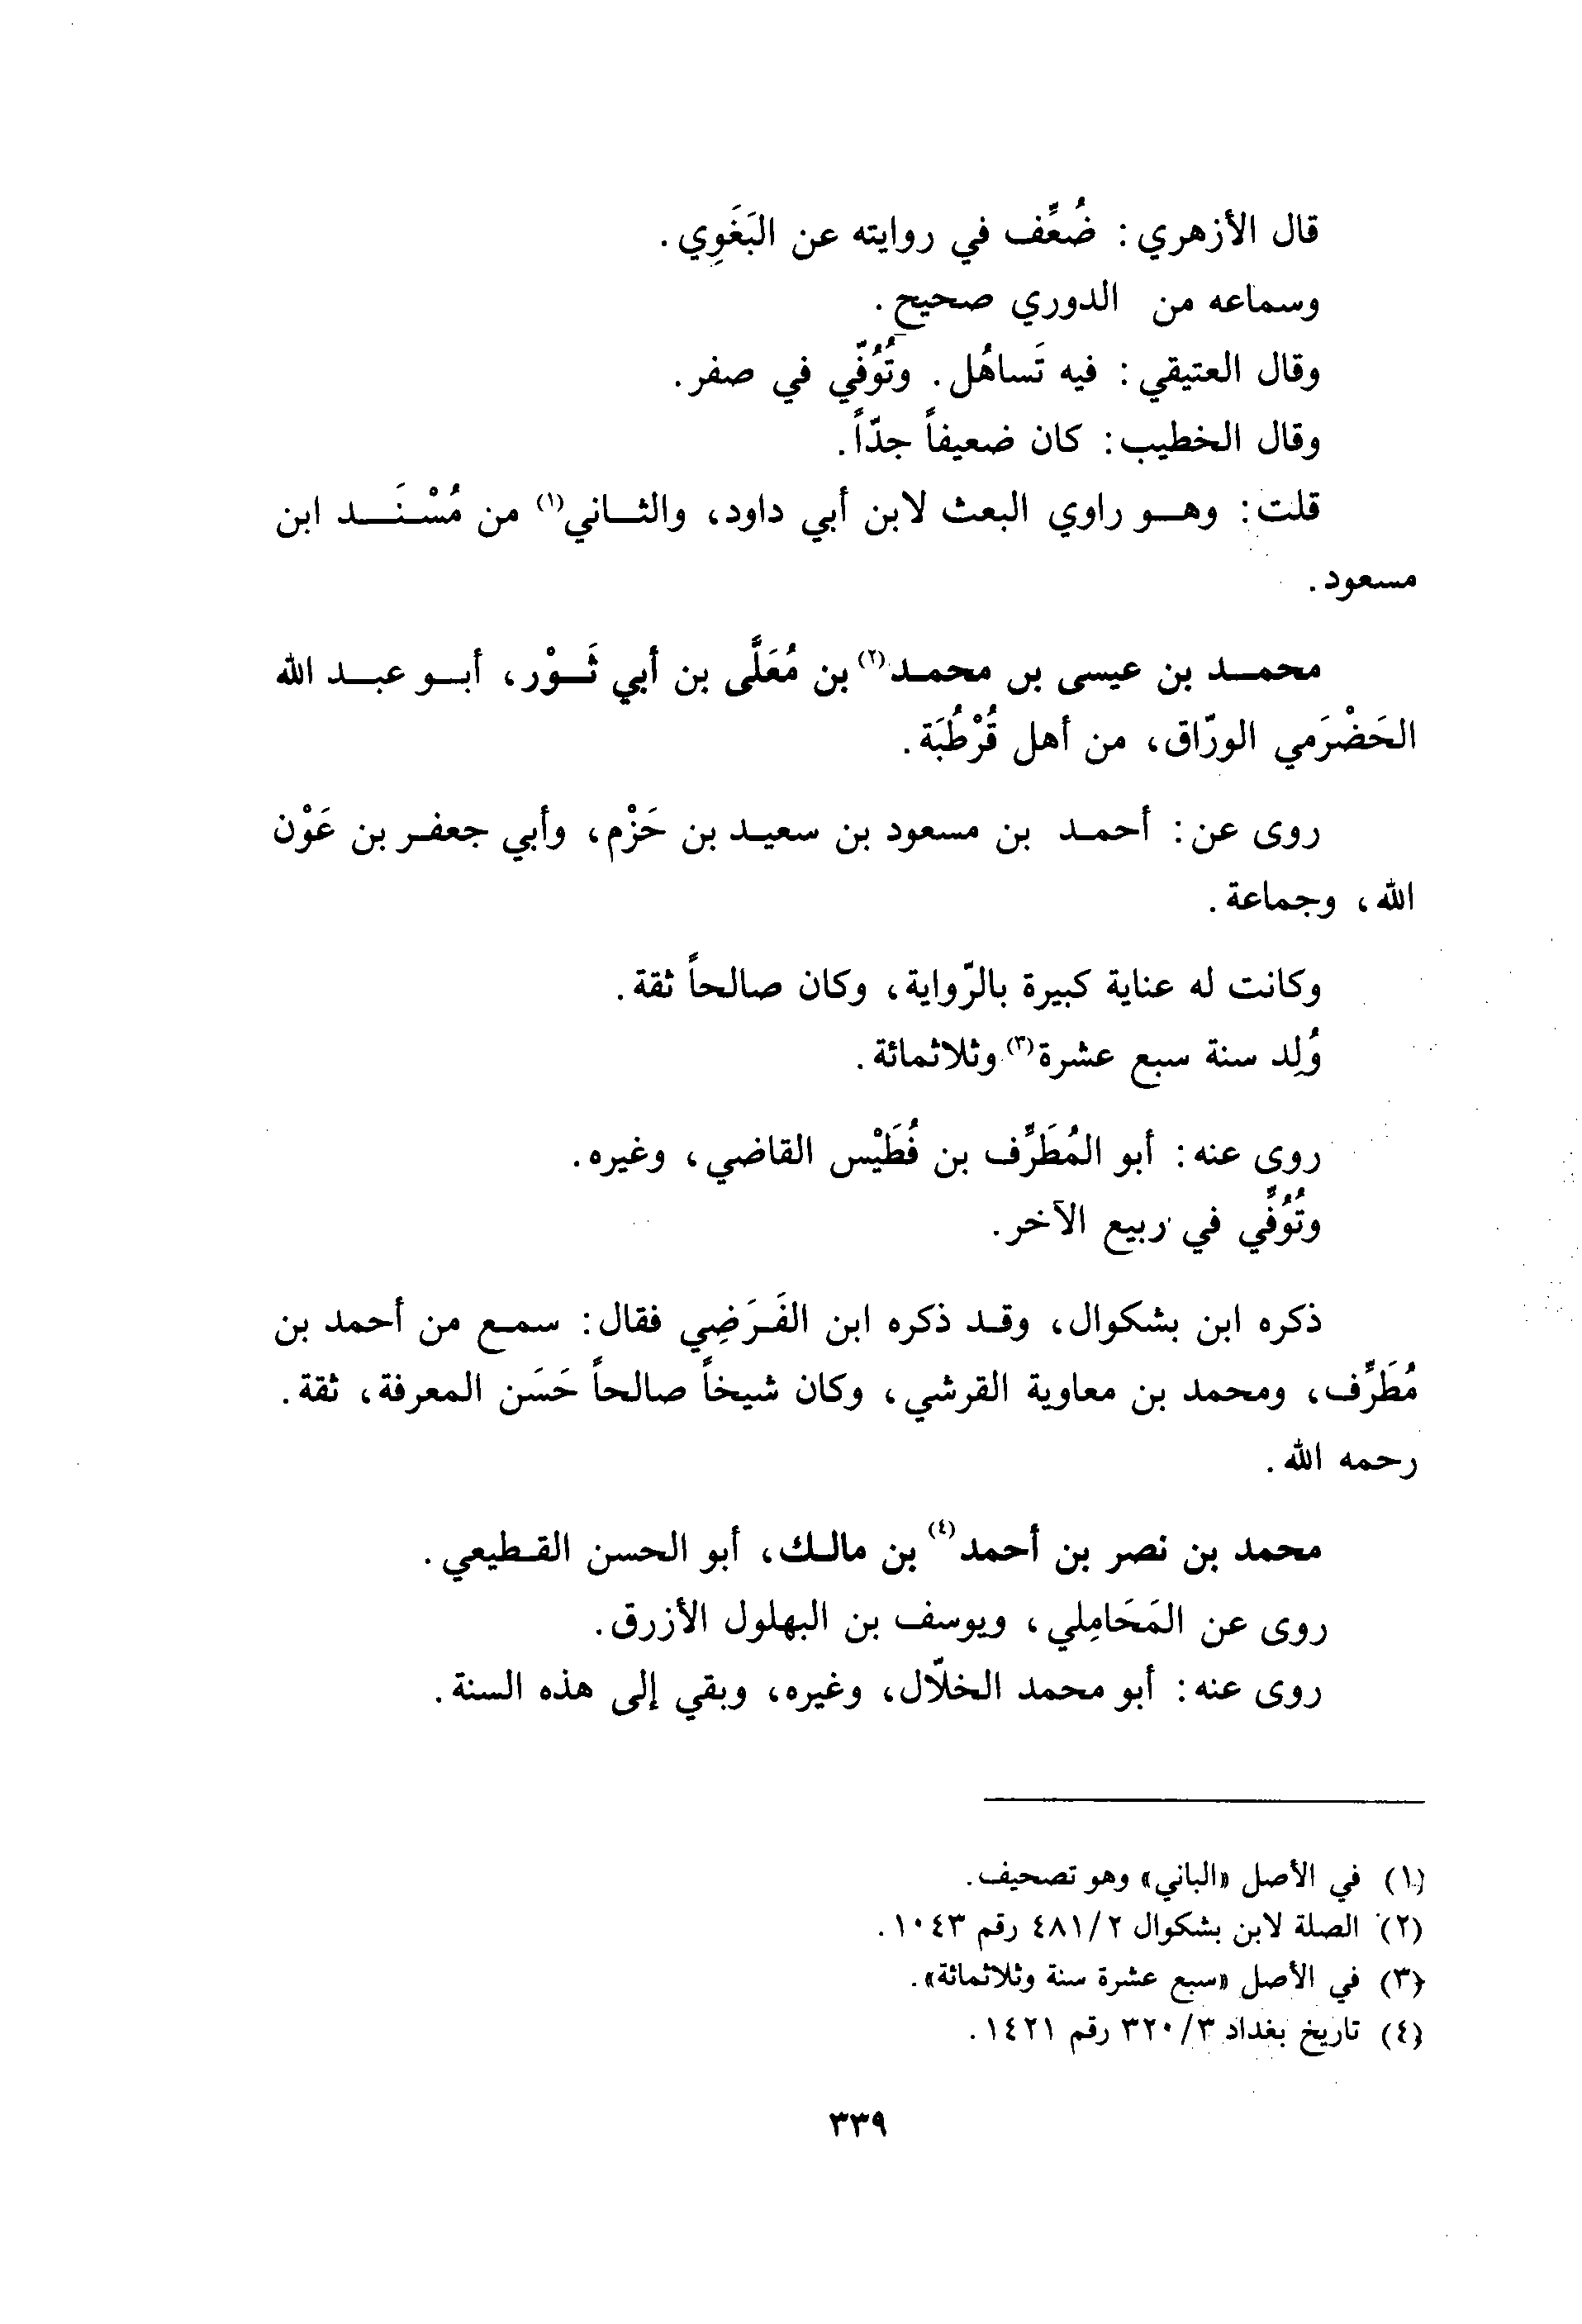 قال الأزهري: ضُعِّف في روايته عن البَغَوِي.
وسماعه من الدوري صحيح.
وقال العتيقي: فيه تَساهُل. وتُوُفّي في صفر.
وقال الخطيب: كان ضعيفاً جدّاً.
قلت: وهو راوي البعث لابن أبي داود، والثاني(١) من مُسْنَد ابن
مسعود.
محمد بن عيسى بن محمد(٢) بن مُعَلَّى بن أبي ثَوْر، أبو عبد الله
الحَضْرَمي الورّاق، من أهل قُرْطُبَة.
روى عن: أحمد بن مسعود بن سعيد بن حَزْم، وأبي جعفر بن عَوْن
الله، وجماعة.
وكانت له عناية كبيرة بالرّواية، وكان صالحاً ثقة.
وُلِد سنة سبع عشرة(٣) وثلاثمائة.
روى عنه: أبو المُطَرِّف بن فُطَيْس القاضي، وغيره.
وتُوُفِّي في ربيع الآخر.
ذكره ابن بشكوال، وقد ذكره ابن الفَرَضِي فقال: سمع من أحمد بن
مُطَرِّف، ومحمد بن معاوية القرشي، وكان شيخاً صالحاً حَسَن المعرفة، ثقة.
رحمه الله.
محمد بن نصر بن أحمد(٤) بن مالك، أبو الحسن القطيعي.
روى عن المَحَامِلي، ويوسف بن البهلول الأزرق.
روى عنه: أبو محمد الخلّال، وغيره، وبقي إلى هذه السنة.
(١) في الأصل «الباني» وهو تصحيف.
(٢) الصلة لابن بشكوال ٤٨١/٢ رقم ١٠٤٣.
(٣) في الأصل «سبع عشرة سنة وثلاثمائة».
(٤) تاريخ بغداد ٣٢٠/٣ رقم ١٤٢١.
٣٣٩